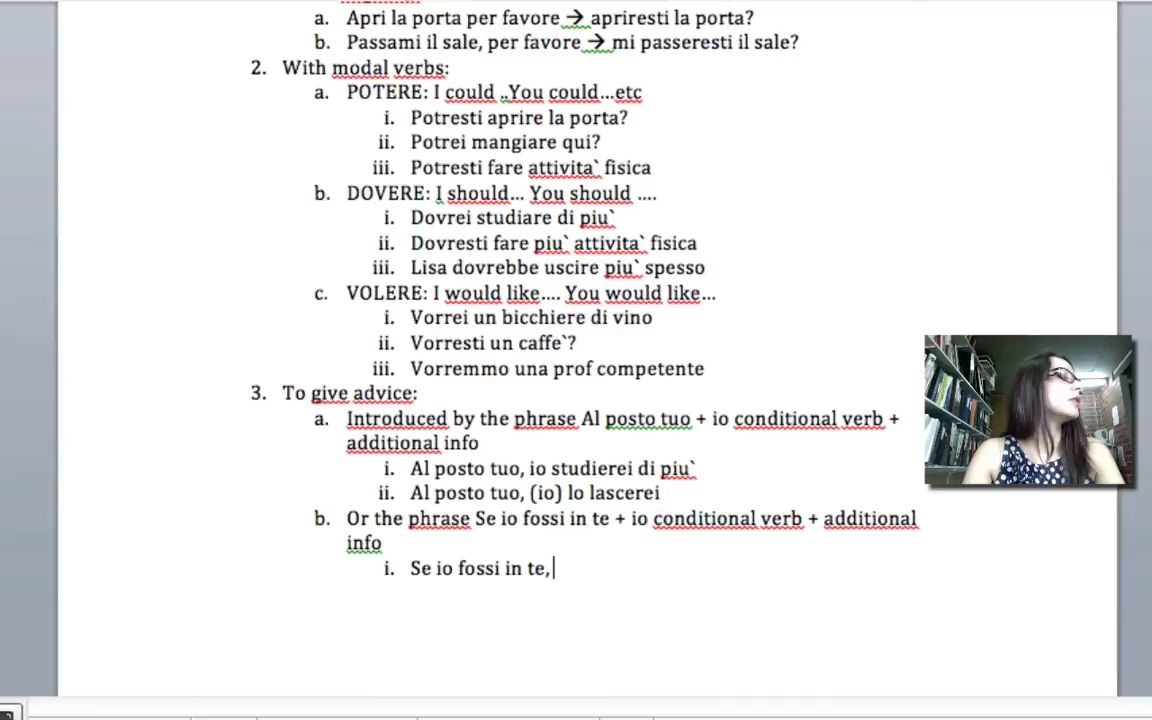 a. Apri la porta per favore → apriresti la porta?
b. Passami il sale, per favore → mi passeresti il sale?
2. With modal verbs:
a. POTERE: I could ..You could...etc
i. Potresti aprire la porta?
ii. Potrei mangiare qui?
iii. Potresti fare attivita` fisica
b. DOVERE: I should... You should ....
i. Dovrei studiare di piu`
ii. Dovresti fare piu` attivita` fisica
iii. Lisa dovrebbe uscire piu` spesso
c. VOLERE: I would like.... You would like...
i. Vorrei un bicchiere di vino
ii. Vorresti un caffe`?
iii. Vorremmo una prof competente
3. To give advice:
a. Introduced by the phrase Al posto tuo + io conditional verb +
additional info
i. Al posto tuo, io studierei di piu`
ii. Al posto tuo, (io) lo lascerei
b. Or the phrase Se io fossi in te + io conditional verb + additional
info
i. Se io fossi in te,